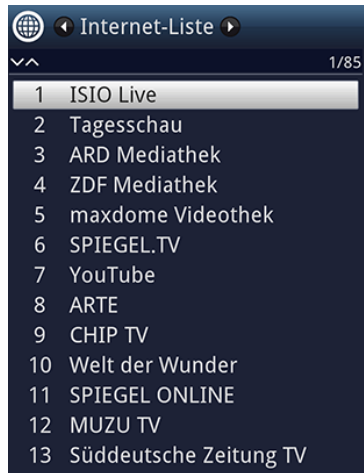 Internet-Liste
1/85
1 ISIO Live
2 Tagesschau
3 ARD Mediathek
4 ZDF Mediathek
5 maxdome Videothek
6 SPIEGEL.TV
7 YouTube
8 ARTE
9 CHIP TV
10 Welt der Wunder
11 SPIEGEL ONLINE
12 MUZU TV
13 Süddeutsche Zeitung TV